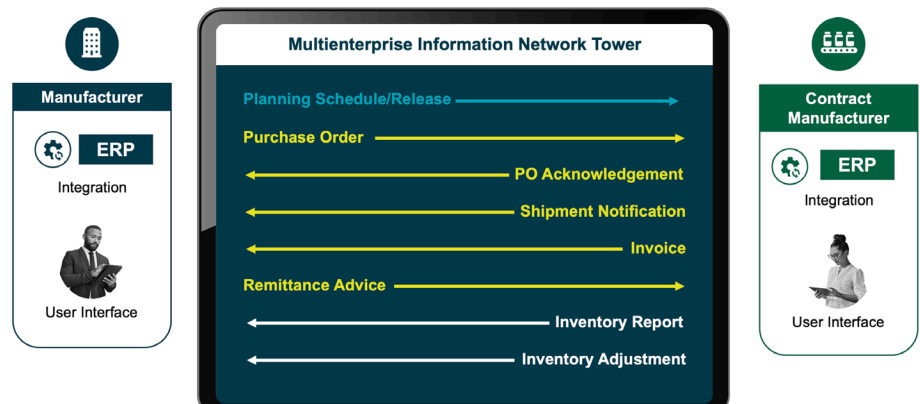 Multienterprise Information Network Tower
Manufacturer
ERP
Integration
User Interface
Planning Schedule/Release
Purchase Order
PO Acknowledgement
Shipment Notification
Invoice
Remittance Advice
Inventory Report
Inventory Adjustment
Contract
Manufacturer
ERP
Integration
User Interface